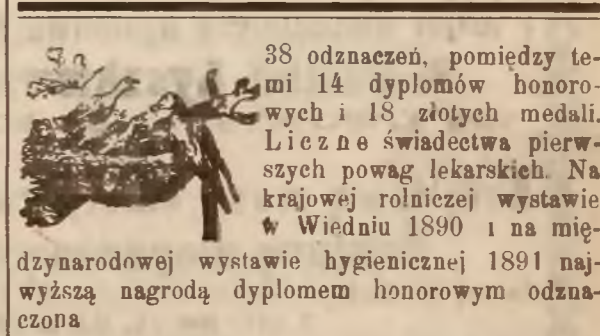 38 odznaczeń, pomiędzy te-
mi 14 dyplomów honoro-
wych i 18 złotych medali.
Liczne świadectwa pierw-
szych powag lekarskich. Na
krajowej rolniczej wystawie
w Wiedniu 1890 i na mię-
dzynarodowej wystawie hygienicznej 1891 naj-
wyższą nagrodą dyplomem honorowym odzna-
czona